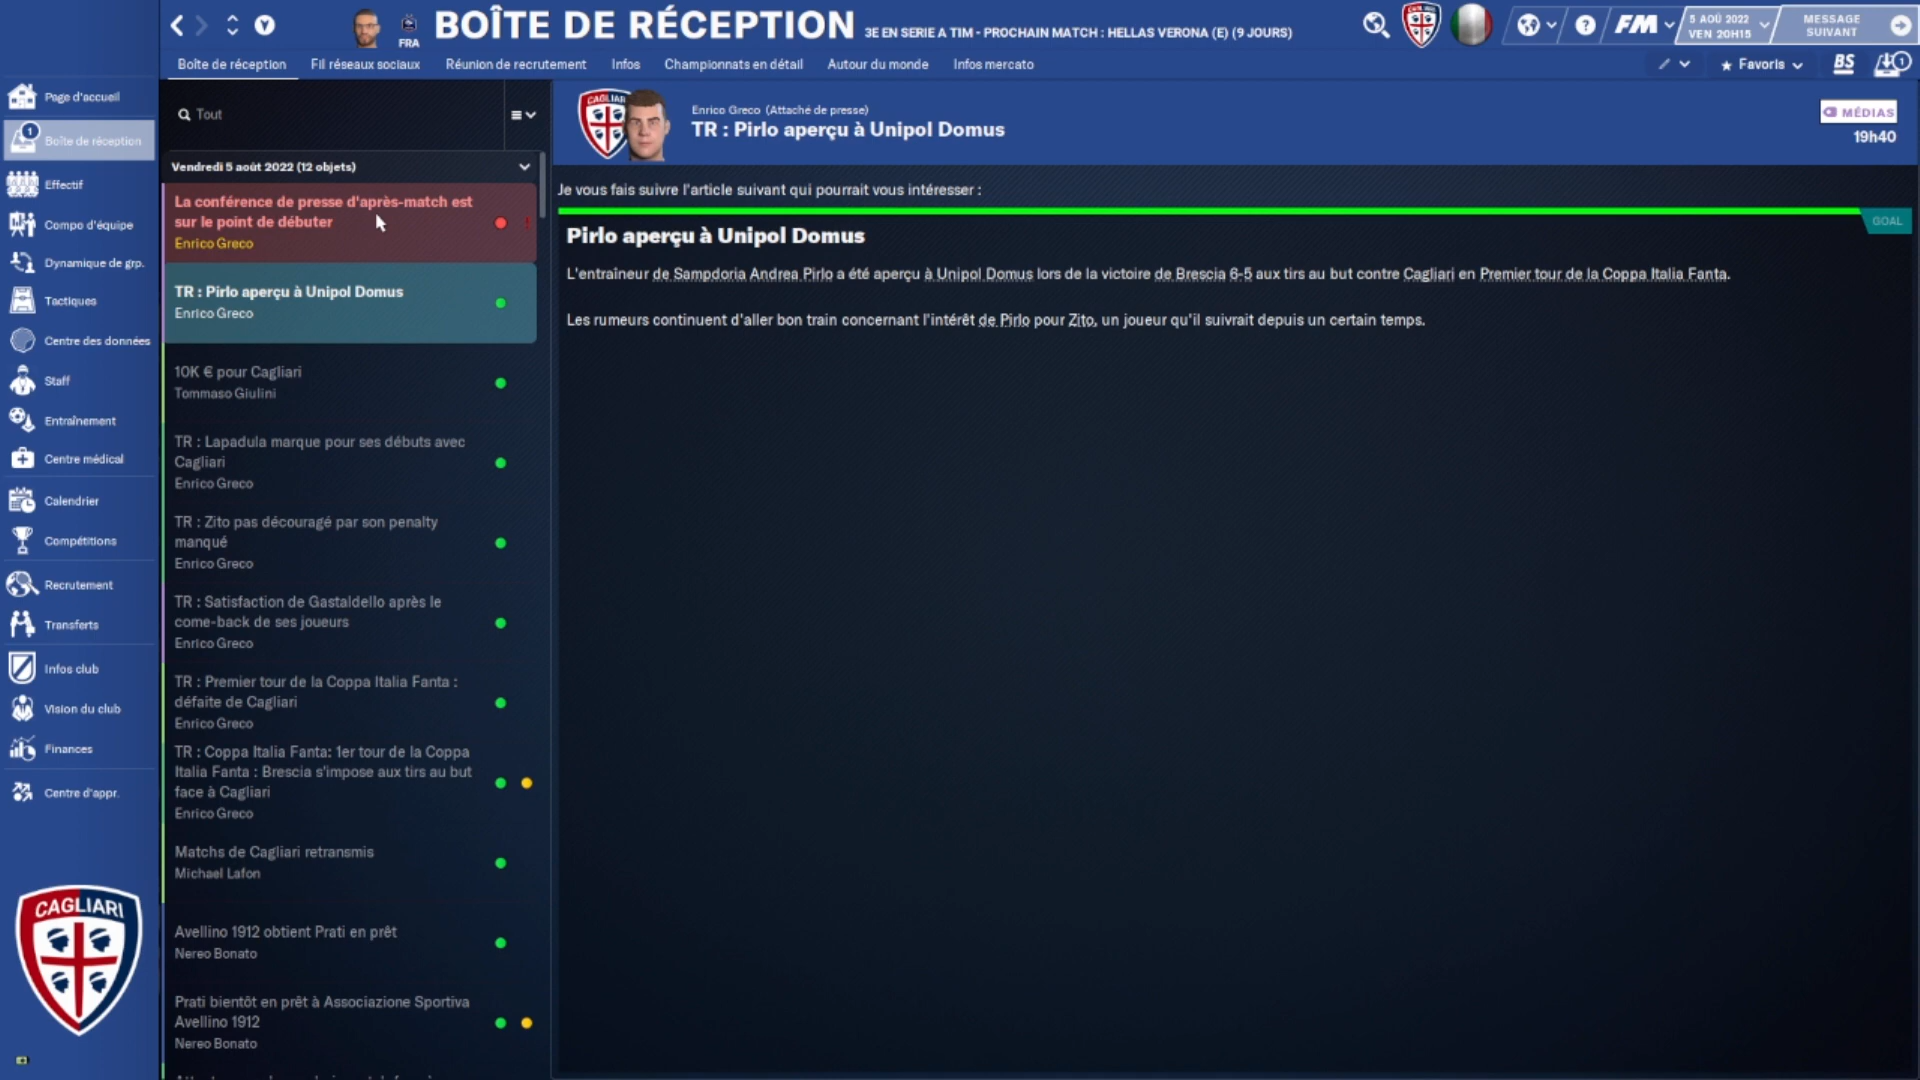 BOÎTE DE RÉCEPTION
3E EN SERIE A TIM - PROCHAIN MATCH : HELLAS VERONA (E) (9 JOURS)
FRA
Y
FM
5 AOÛ 2022
VEN 20H15
MESSAGE
SUIVANT
Boîte de réception
Fil réseaux sociaux
Réunion de recrutement
Infos
Championnats en détail
Autour du monde
Infos mercato
Favoris
BS
1
Page d'accueil
1
Boîte de réception
Effectif
Compo d'équipe
Dynamique de grp.
Tactiques
Centre des données
Staff
Entraînement
Centre médical
Calendrier
Compétitions
Recrutement
Transferts
Infos club
Vision du club
Finances
Centre d'appr.
CAGLIARI
Tout
Vendredi 5 août 2022 (12 objets)
La conférence de presse d'après-match est
sur le point de débuter
Enrico Greco
TR : Pirlo aperçu à Unipol Domus
Enrico Greco
10K € pour Cagliari
Tommaso Giulini
TR : Lapadula marque pour ses débuts avec
Cagliari
Enrico Greco
TR : Zito pas découragé par son penalty
manqué
Enrico Greco
TR : Satisfaction de Gastaldello après le
come-back de ses joueurs
Enrico Greco
TR : Premier tour de la Coppa Italia Fanta :
défaite de Cagliari
Enrico Greco
TR : Coppa Italia Fanta: 1er tour de la Coppa
Italia Fanta : Brescia s'impose aux tirs au but
face à Cagliari
Enrico Greco
Matchs de Cagliari retransmis
Michael Lafon
Avellino 1912 obtient Prati en prêt
Nereo Bonato
Prati bientôt en prêt à Associazione Sportiva
Avellino 1912
Nereo Bonato
CAGLIARI
Enrico Greco (Attaché de presse)
TR : Pirlo aperçu à Unipol Domus
MÉDIAS
19h40
Je vous fais suivre l'article suivant qui pourrait vous intéresser :
GOAL
Pirlo aperçu à Unipol Domus
L'entraîneur de Sampdoria Andrea Pirlo a été aperçu à Unipol Domus lors de la victoire de Brescia 6-5 aux tirs au but contre Cagliari en Premier tour de la Coppa Italia Fanta.
Les rumeurs continuent d'aller bon train concernant l'intérêt de Pirlo pour Zito, un joueur qu'il suivrait depuis un certain temps.